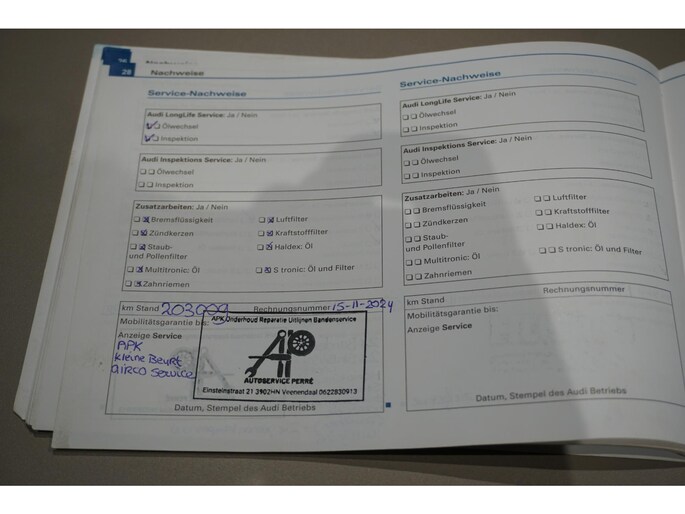 28 Nachweise
Service-Nachweise
Audi LongLife Service: Ja / Nein
Ölwechsel
Inspektion
Audi Inspektions Service: Ja / Nein
Ölwechsel
Inspektion
Zusatzarbeiten: Ja / Nein
Bremsflüssigkeit
Zündkerzen
Staub-
und Pollenfilter
Multitronic: Öl
Zahnriemen
Luftfilter
Kraftstofffilter
Haldex: Öl
S tronic: Öl und Filter
km Stand 203009 Rechnungsnummer 15-11-2024
Mobilitätsgarantie bis:
Anzeige Service
APK
kleine Beurt
airco service
APK Onderhoud Reparatie Uitlijnen Bandenservice
AP
AUTOSERVICE PERRÉ
Einsteinstraat 21 3902HN Veenendaal 0622830913
Datum, Stempel des Audi Betriebs
Service-Nachweise
Audi LongLife Service: Ja / Nein
Ölwechsel
Inspektion
Audi Inspektions Service: Ja / Nein
Ölwechsel
Inspektion
Zusatzarbeiten: Ja / Nein
Bremsflüssigkeit
Zündkerzen
Staub-
und Pollenfilter
Multitronic: Öl
Zahnriemen
Luftfilter
Kraftstofffilter
Haldex: Öl
S tronic: Öl und Filter
km Stand Rechnungsnummer
Mobilitätsgarantie bis:
Anzeige Service
Datum, Stempel des Audi Betriebs